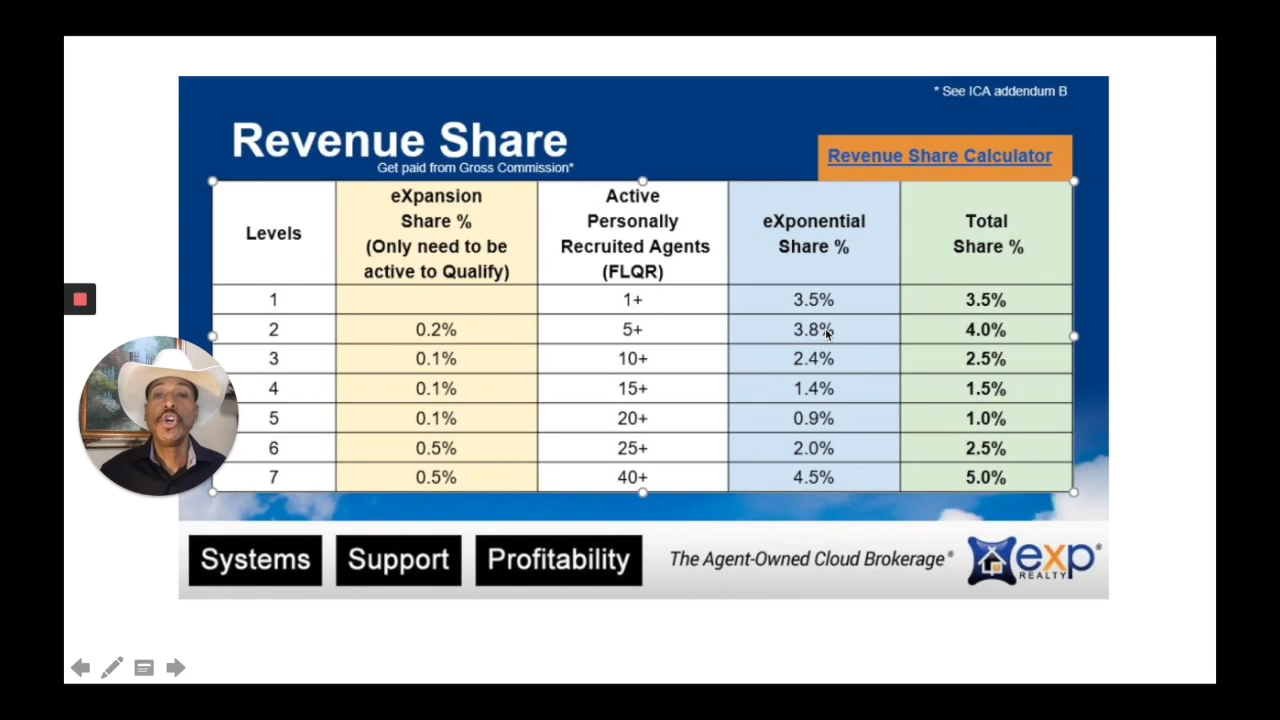 * See ICA addendum B
Revenue Share
Get paid from Gross Commission*
Revenue Share Calculator
Levels
eXpansion
Share %
(Only need to be
active to Qualify)
Active
Personally
Recruited Agents
(FLQR)
eXponential
Share %
Total
Share %
1 1+ 3.5% 3.5%
2 0.2% 5+ 3.8% 4.0%
3 0.1% 10+ 2.4% 2.5%
4 0.1% 15+ 1.4% 1.5%
5 0.1% 20+ 0.9% 1.0%
6 0.5% 25+ 2.0% 2.5%
7 0.5% 40+ 4.5% 5.0%
Systems Support Profitability The Agent-Owned Cloud Brokerage® exp®
REALTY